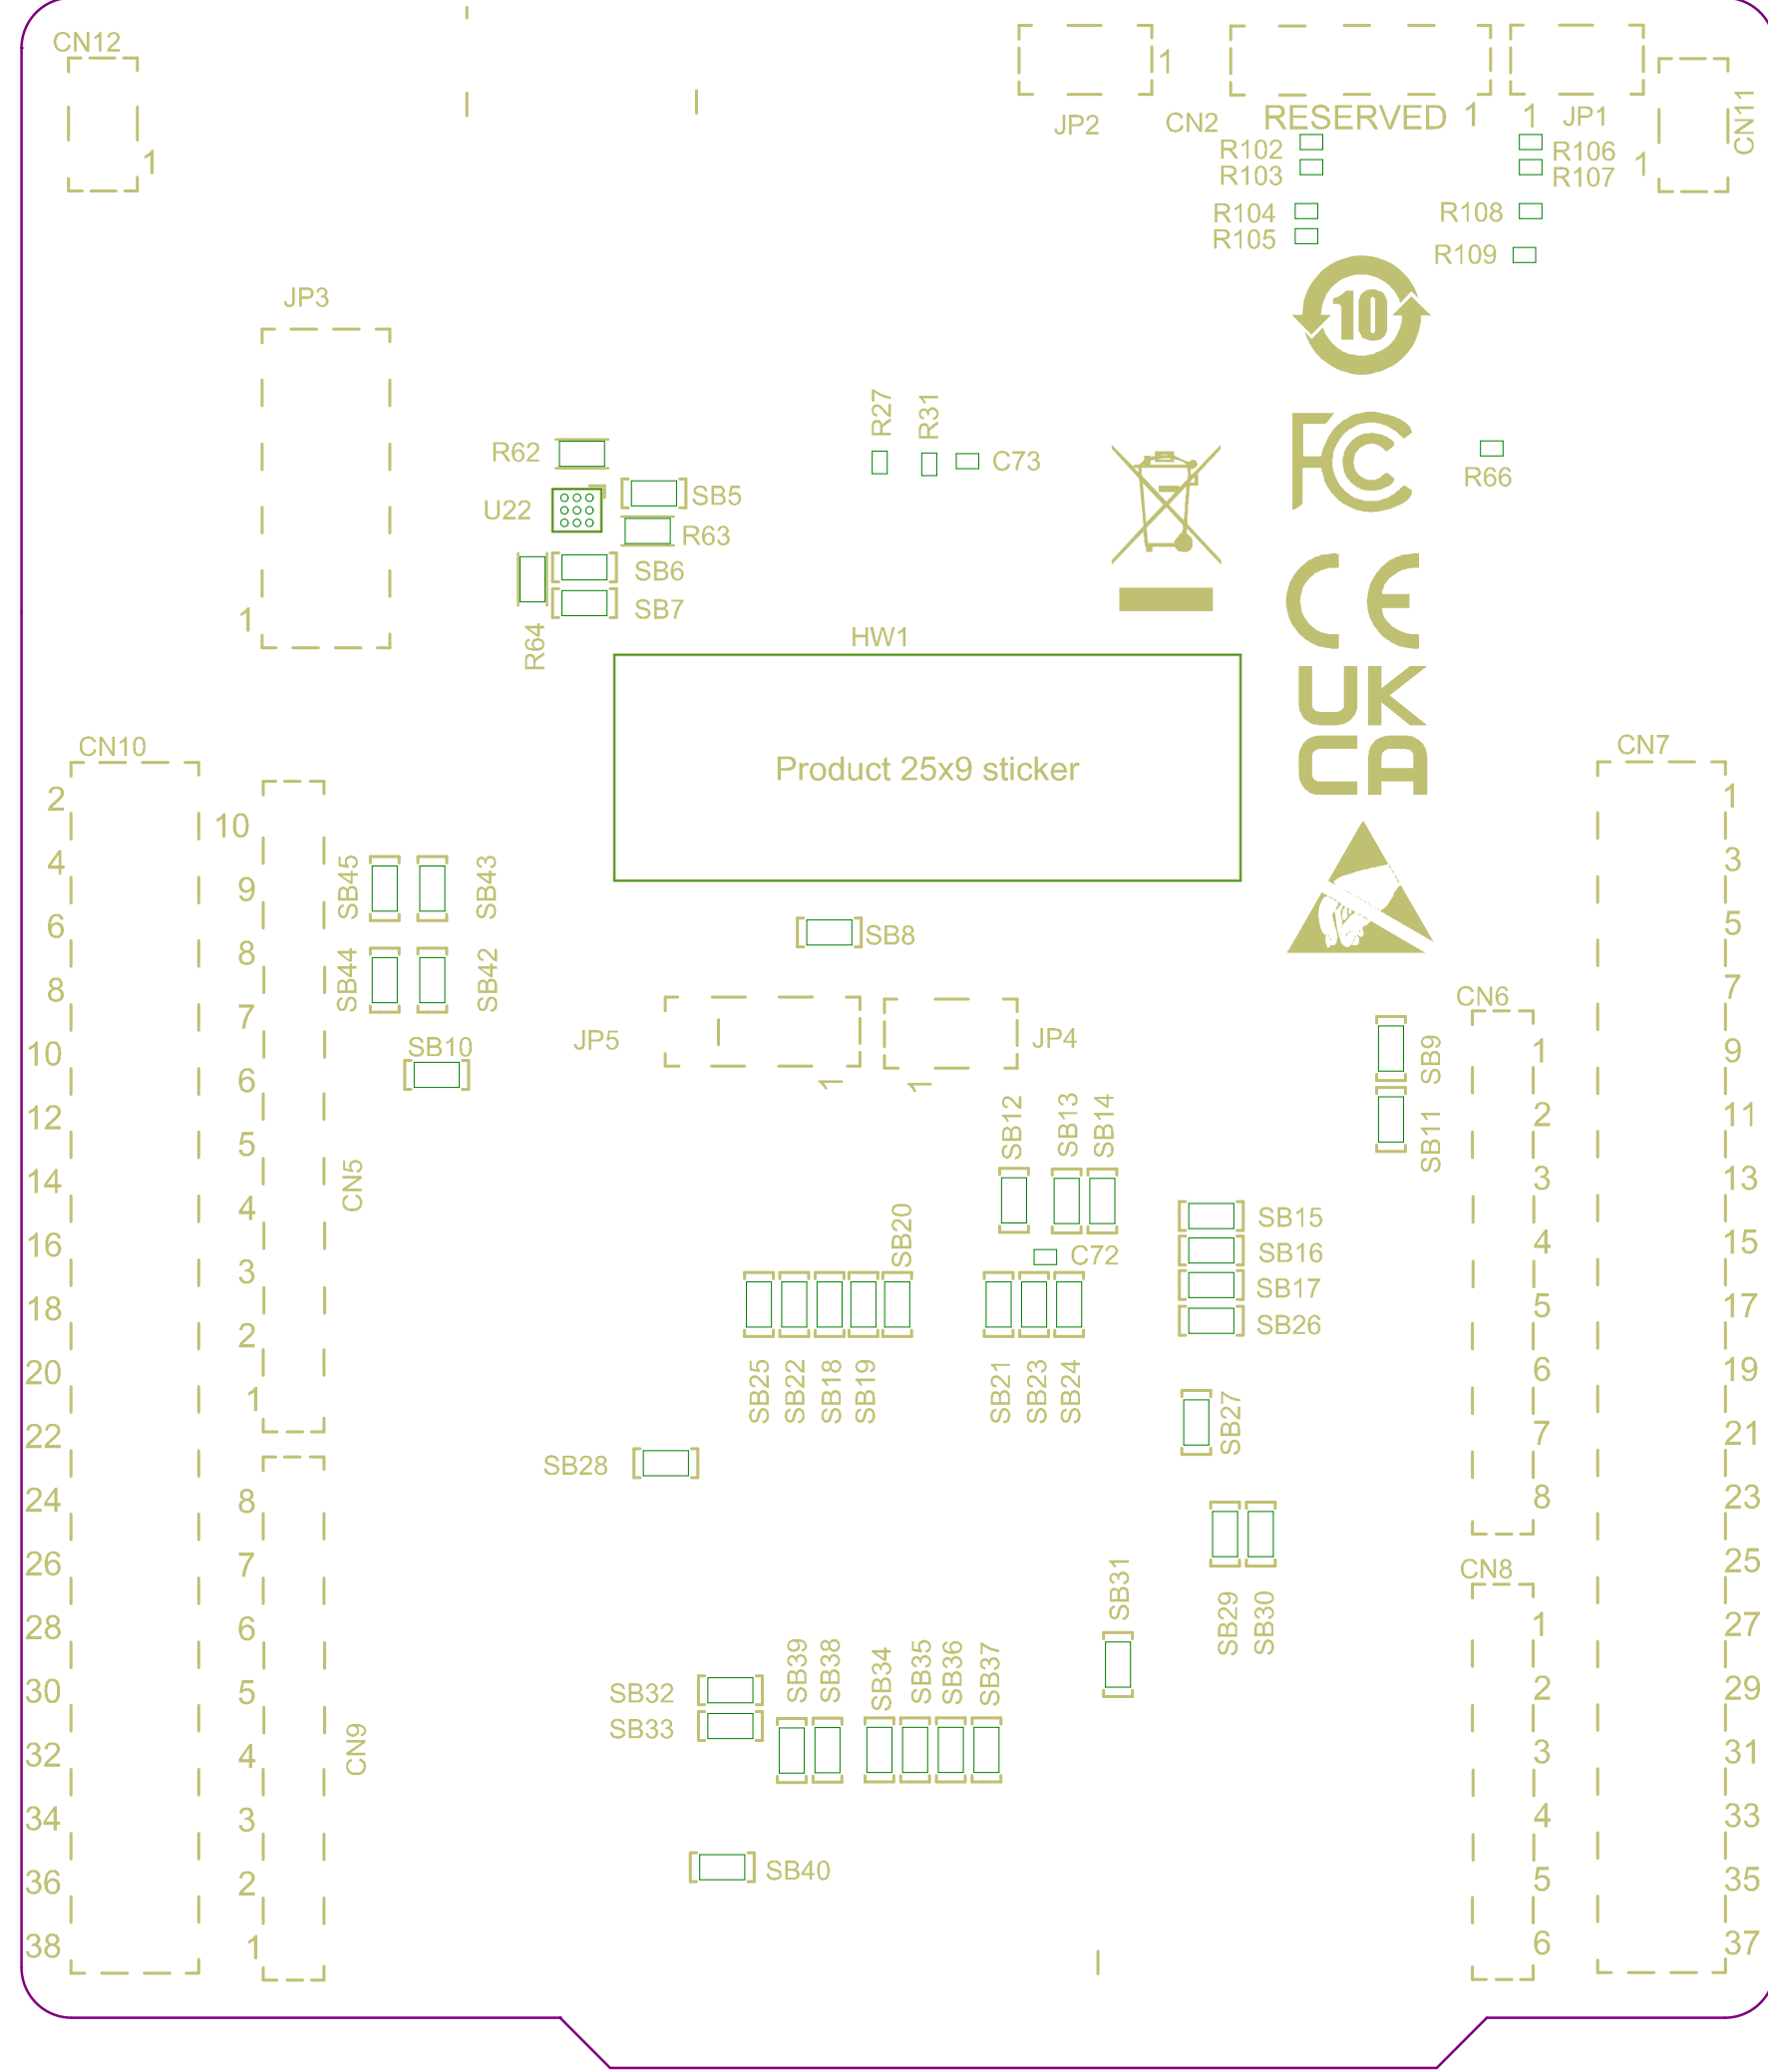 CN12
1
JP2
1
CN2
RESERVED
1
1
JP1
CN11
1
R102
R103
R104
R105
R106
R107
R108
R109
10
JP3
1
R62
U22
SB5
R63
SB6
SB7
R64
R27
R31
C73
FC
R66
CE
UK
CA
HW1
Product 25x9 sticker
CN10
2
4
6
8
10
12
14
16
18
20
22
24
26
28
30
32
34
36
38
10
9
8
7
6
5
4
3
2
1
CN5
8
7
6
5
4
3
2
1
CN9
SB45
SB43
SB44
SB42
SB10
SB8
JP5
1
JP4
1
SB12
SB13
SB14
C72
SB20
SB25
SB22
SB18
SB19
SB21
SB23
SB24
SB15
SB16
SB17
SB26
SB27
SB28
SB29
SB30
SB31
SB32
SB33
SB39
SB38
SB34
SB35
SB36
SB37
SB40
SB9
SB11
CN6
1
2
3
4
5
6
7
8
CN8
1
2
3
4
5
6
CN7
1
3
5
7
9
11
13
15
17
19
21
23
25
27
29
31
33
35
37